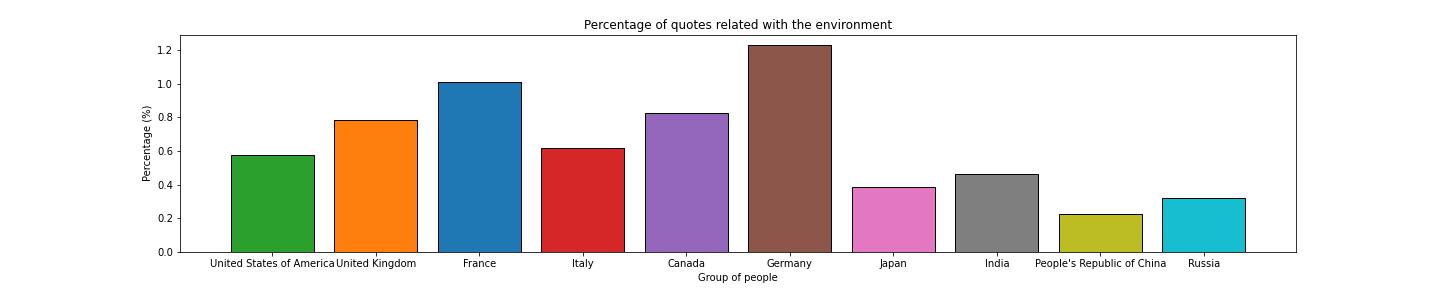 Percentage of quotes related with the environment
Percentage (%)
1.2
1.0
0.8
0.6
0.4
0.2
0.0
United States of America United Kingdom France Italy Canada Germany Japan India People's Republic of China Russia
Group of people